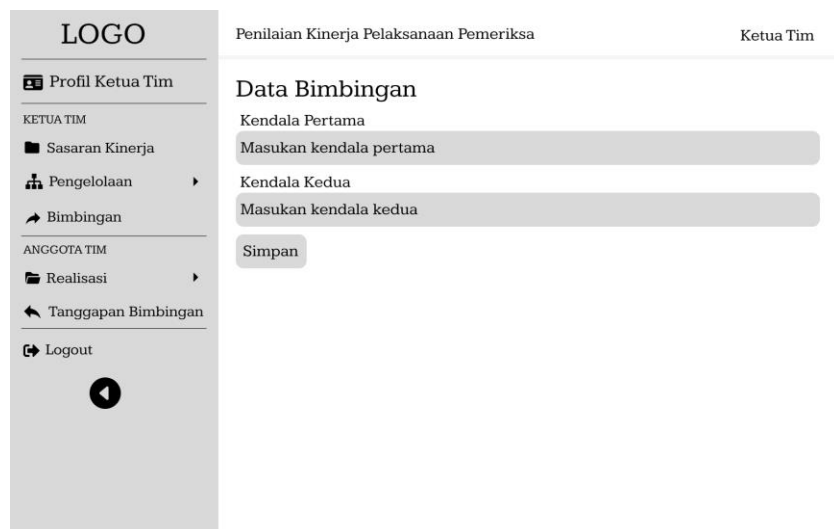 LOGO
Profil Ketua Tim
KETUA TIM
Sasaran Kinerja
Pengelolaan
Bimbingan
ANGGOTA TIM
Realisasi
Tanggapan Bimbingan
Logout
Penilaian Kinerja Pelaksanaan Pemeriksa
Ketua Tim
Data Bimbingan
Kendala Pertama
Masukan kendala pertama
Kendala Kedua
Masukan kendala kedua
Simpan